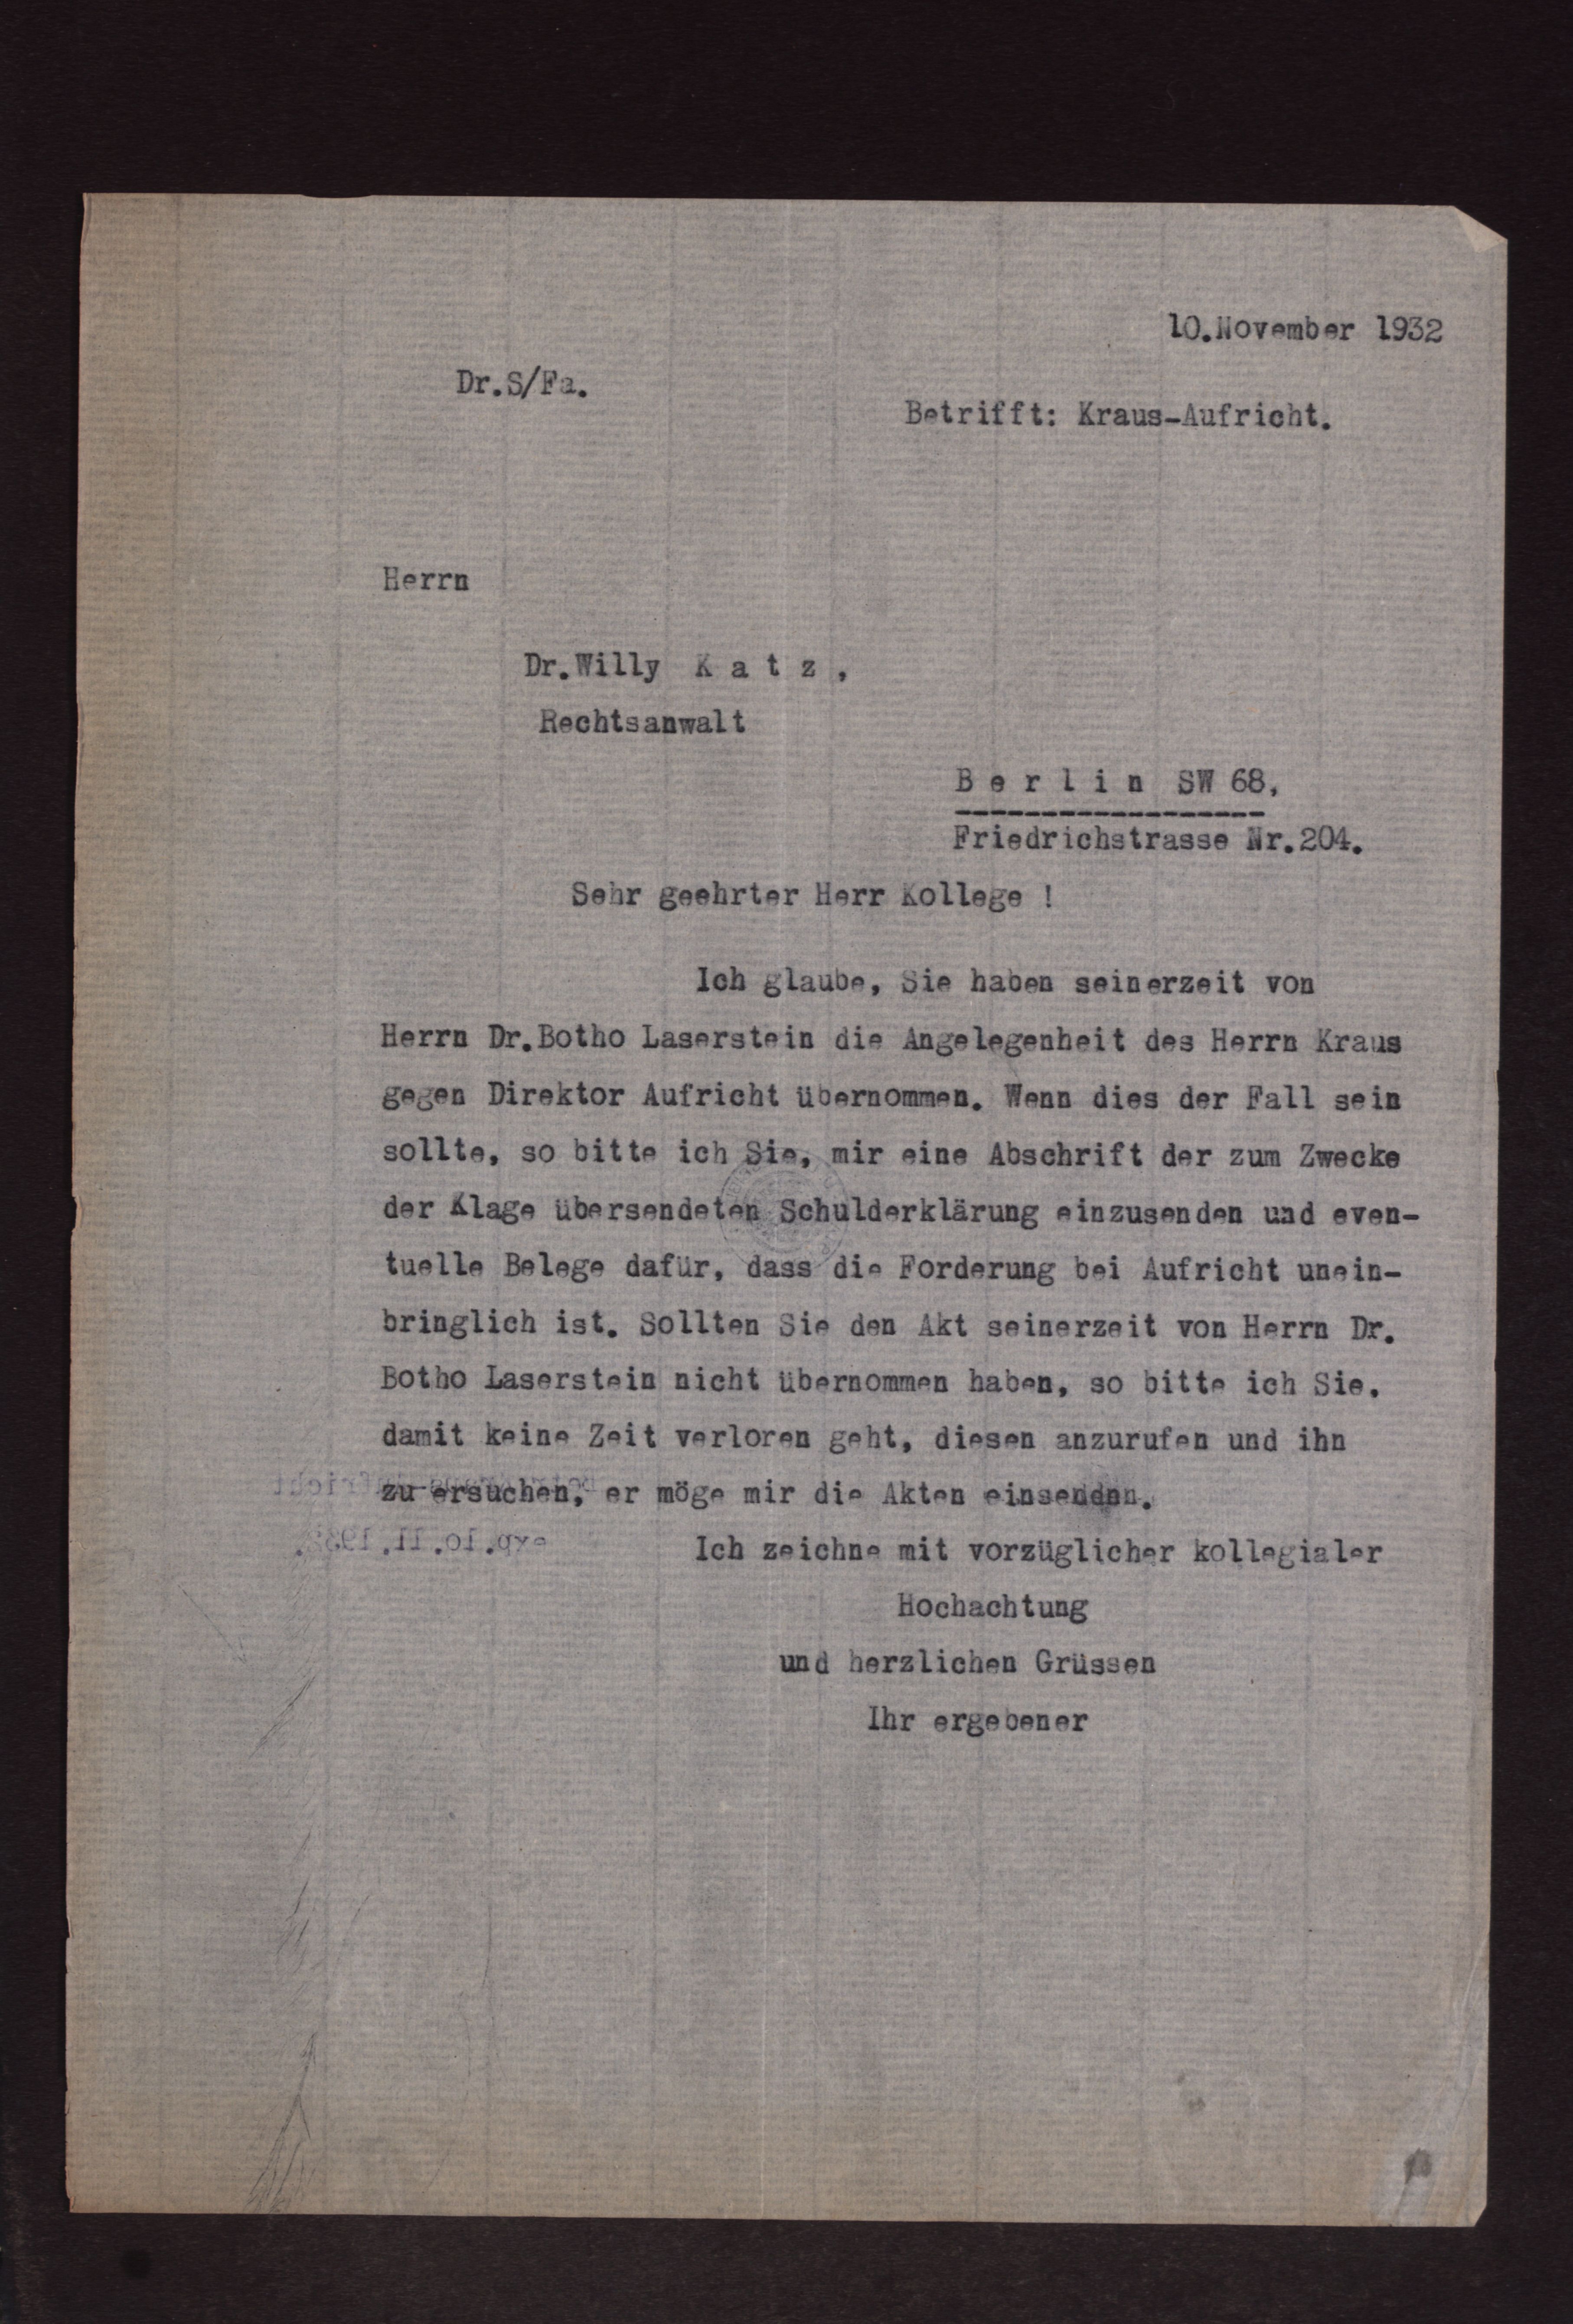 10.November 1932
Dr.S/Fa.
Betrifft: Kraus-Aufricht.
Herrn
Dr.Willy K a t z ,
Rechtsanwalt
B e r l i n SW 68,
Friedrichstrasse Nr.204.
Sehr geehrter Herr Kollege !
Ich glaube, Sie haben seinerzeit von
Herrn Dr.Botho Laserstein die Angelegenheit des Herrn Kraus
gegen Direktor Aufricht übernommen. Wenn dies der Fall sein
sollte, so bitte ich Sie, mir eine Abschrift der zum Zwecke
der Klage übersendeten Schulderklärung einzusenden und even-
tuelle Belege dafür, dass die Forderung bei Aufricht unein-
bringlich ist. Sollten Sie den Akt seinerzeit von Herrn Dr.
Botho Laserstein nicht übernommen haben, so bitte ich Sie.
damit keine Zeit verloren geht, diesen anzurufen und ihn
zu ersuchen, er möge mir die Akten einsenden.
exp.10.11.1932.
Ich zeichne mit vorzüglicher kollegialer
Hochachtung
und herzlichen Grüssen
Ihr ergebener